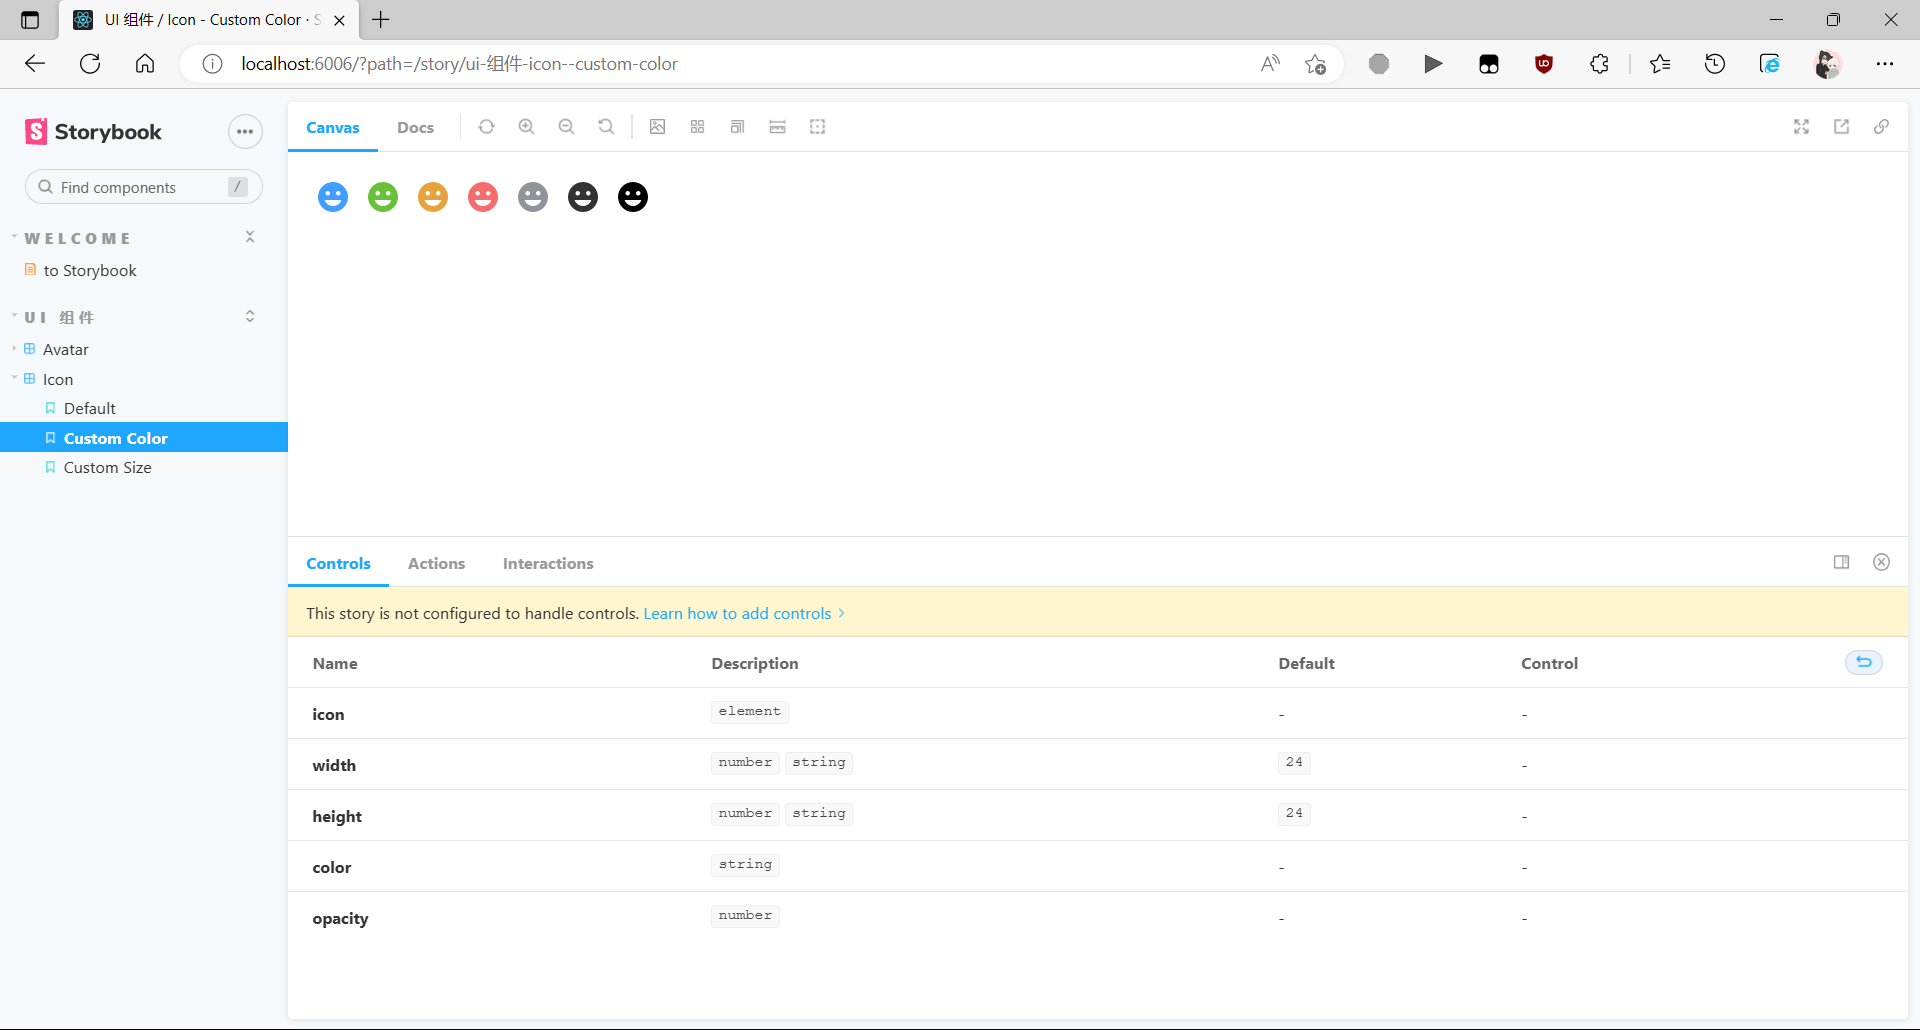 UI 组件 / Icon - Custom Color · S
localhost:6006/?path=/story/ui-组件-icon--custom-color
Storybook
Find components /
WELCOME
to Storybook
UI 组件
Avatar
Icon
Default
Custom Color
Custom Size
Canvas Docs
Controls Actions Interactions
This story is not configured to handle controls. Learn how to add controls
Name Description Default Control
icon element - -
width number string 24 -
height number string 24 -
color string - -
opacity number - -